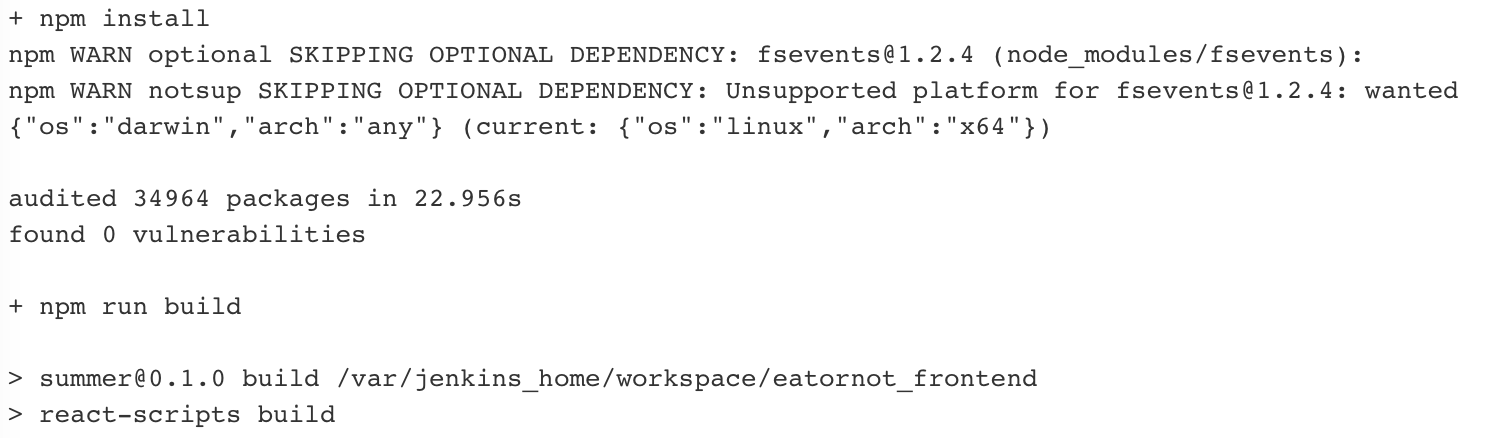 + npm install
npm WARN optional SKIPPING OPTIONAL DEPENDENCY: fsevents@1.2.4 (node_modules/fsevents):
npm WARN notsup SKIPPING OPTIONAL DEPENDENCY: Unsupported platform for fsevents@1.2.4: wanted
{"os":"darwin","arch":"any"} (current: {"os":"linux","arch":"x64"})
audited 34964 packages in 22.956s
found 0 vulnerabilities
+ npm run build
> summer@0.1.0 build /var/jenkins_home/workspace/eatornot_frontend
> react-scripts build